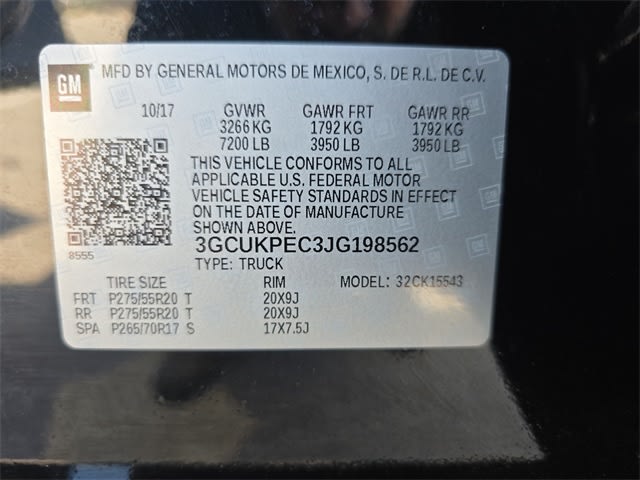 GM
MFD BY GENERAL MOTORS DE MEXICO, S. DE R.L. DE C.V.
10/17 GVWR GAWR FRT GAWR RR
3266 KG 1792 KG 1792 KG
7200 LB 3950 LB 3950 LB
THIS VEHICLE CONFORMS TO ALL
APPLICABLE U.S. FEDERAL MOTOR
VEHICLE SAFETY STANDARDS IN EFFECT
ON THE DATE OF MANUFACTURE
SHOWN ABOVE.
3GCUKPEC3JG198562
8555 TYPE: TRUCK
TIRE SIZE RIM MODEL: 32CK15543
FRT P275/55R20 T 20X9J
RR P275/55R20 T 20X9J
SPA P265/70R17 S 17X7.5J